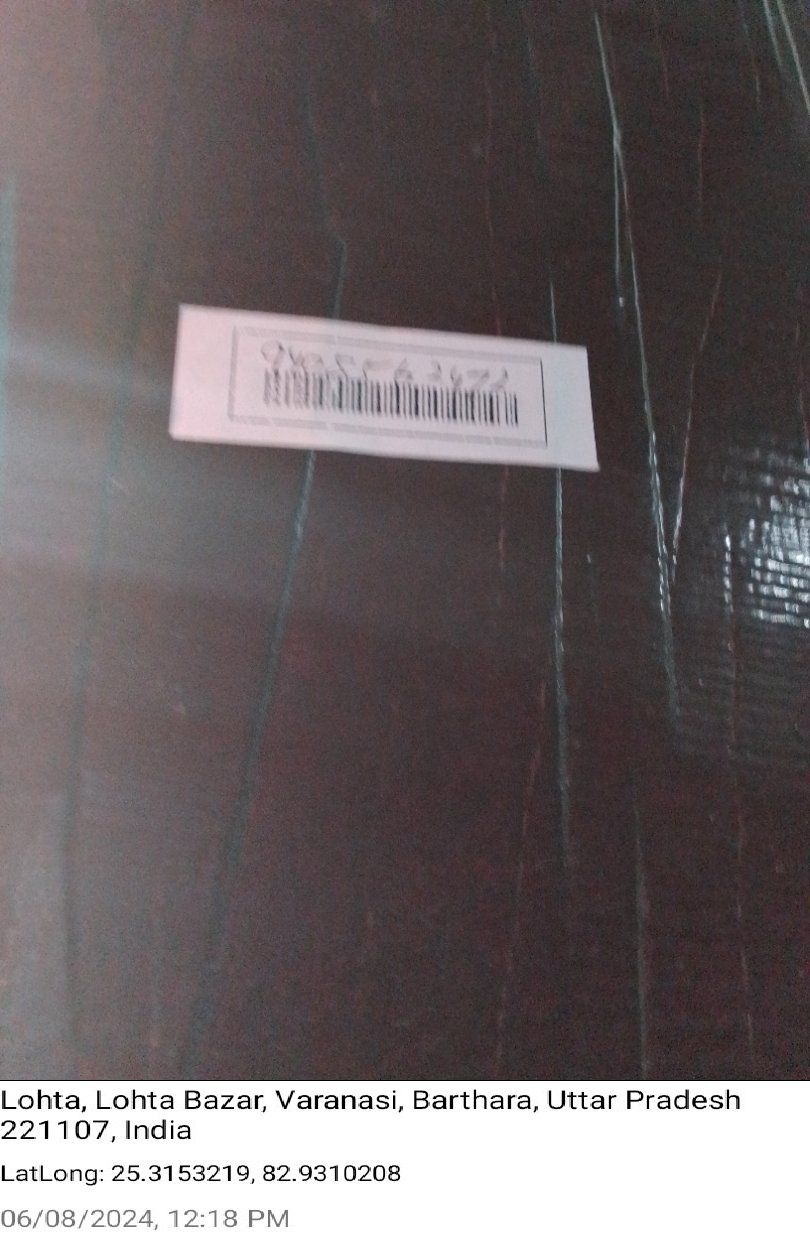 Lohta, Lohta Bazar, Varanasi, Barthara, Uttar Pradesh
221107, India
LatLong: 25.3153219, 82.9310208
06/08/2024, 12:18 PM